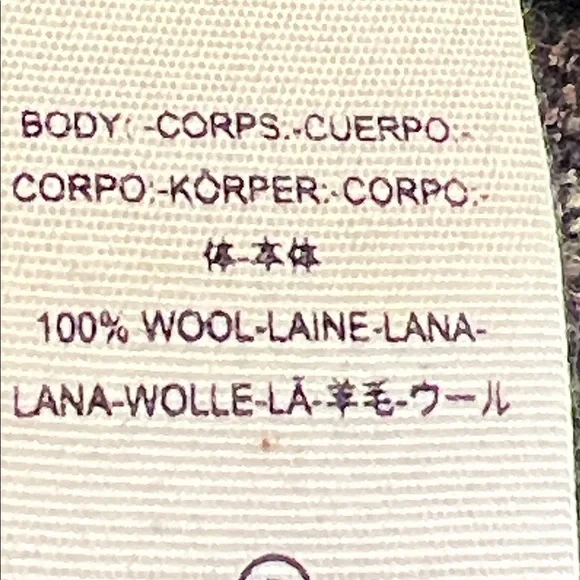 BODY: -CORPS:-CUERPO:-
CORPO:-KÖRPER:-CORPO:-
体-本体
100% WOOL-LAINE-LANA-
LANA-WOLLE-LÃ-羊毛-ウール